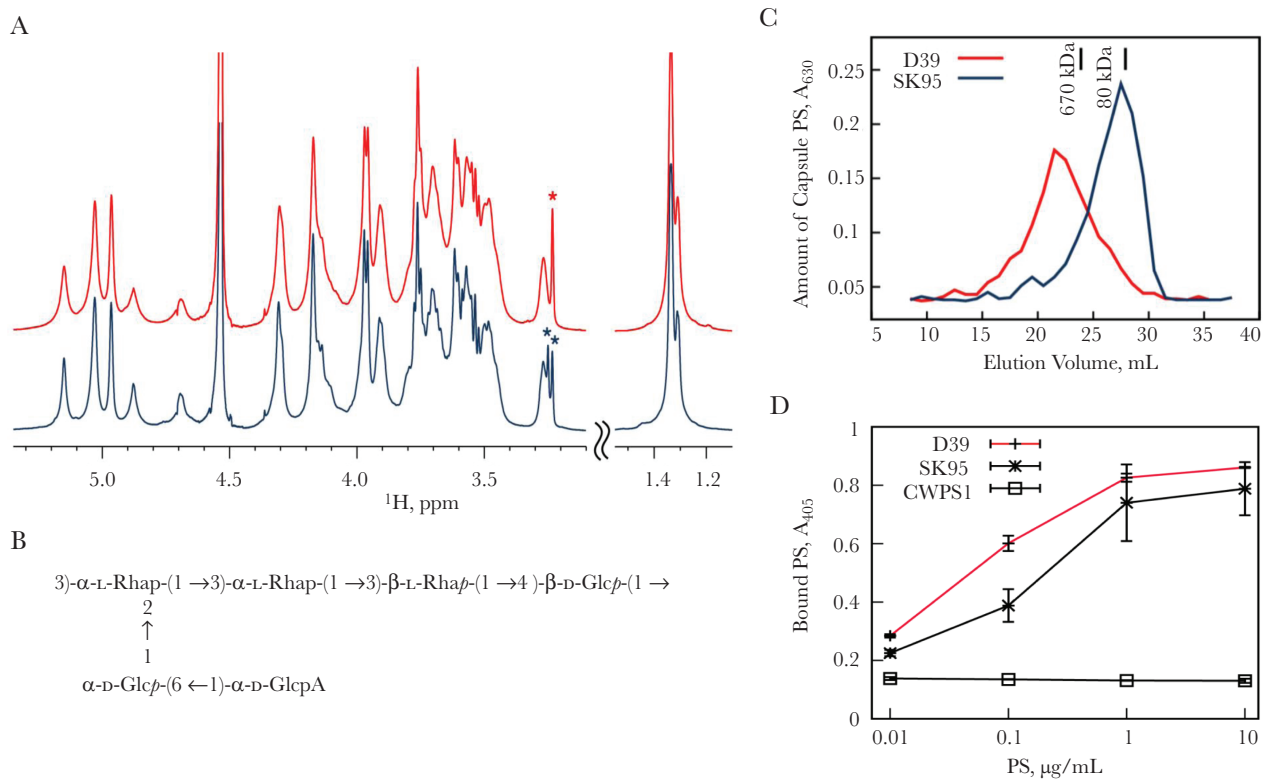 A
*
* *
5.0 4.5 4.0 3.5 1.4 1.2
¹H, ppm
B
3)-α-L-Rhap-(1 →3)-α-L-Rhap-(1 →3)-β-L-Rhap-(1 →4 )-β-D-Glcp-(1 →
2
↑
1
α-D-Glcp-(6 ←1)-α-D-GlcpA
C
D39
SK95
670 kDa
80 kDa
Amount of Capsule PS, A₆₃₀
0.25
0.2
0.15
0.1
0.05
5 10 15 20 25 30 35 40
Elution Volume, mL
D
D39
SK95
CWPS1
Bound PS, A₄₀₅
1
0.8
0.6
0.4
0.2
0
0.01 0.1 1 10
PS, μg/mL